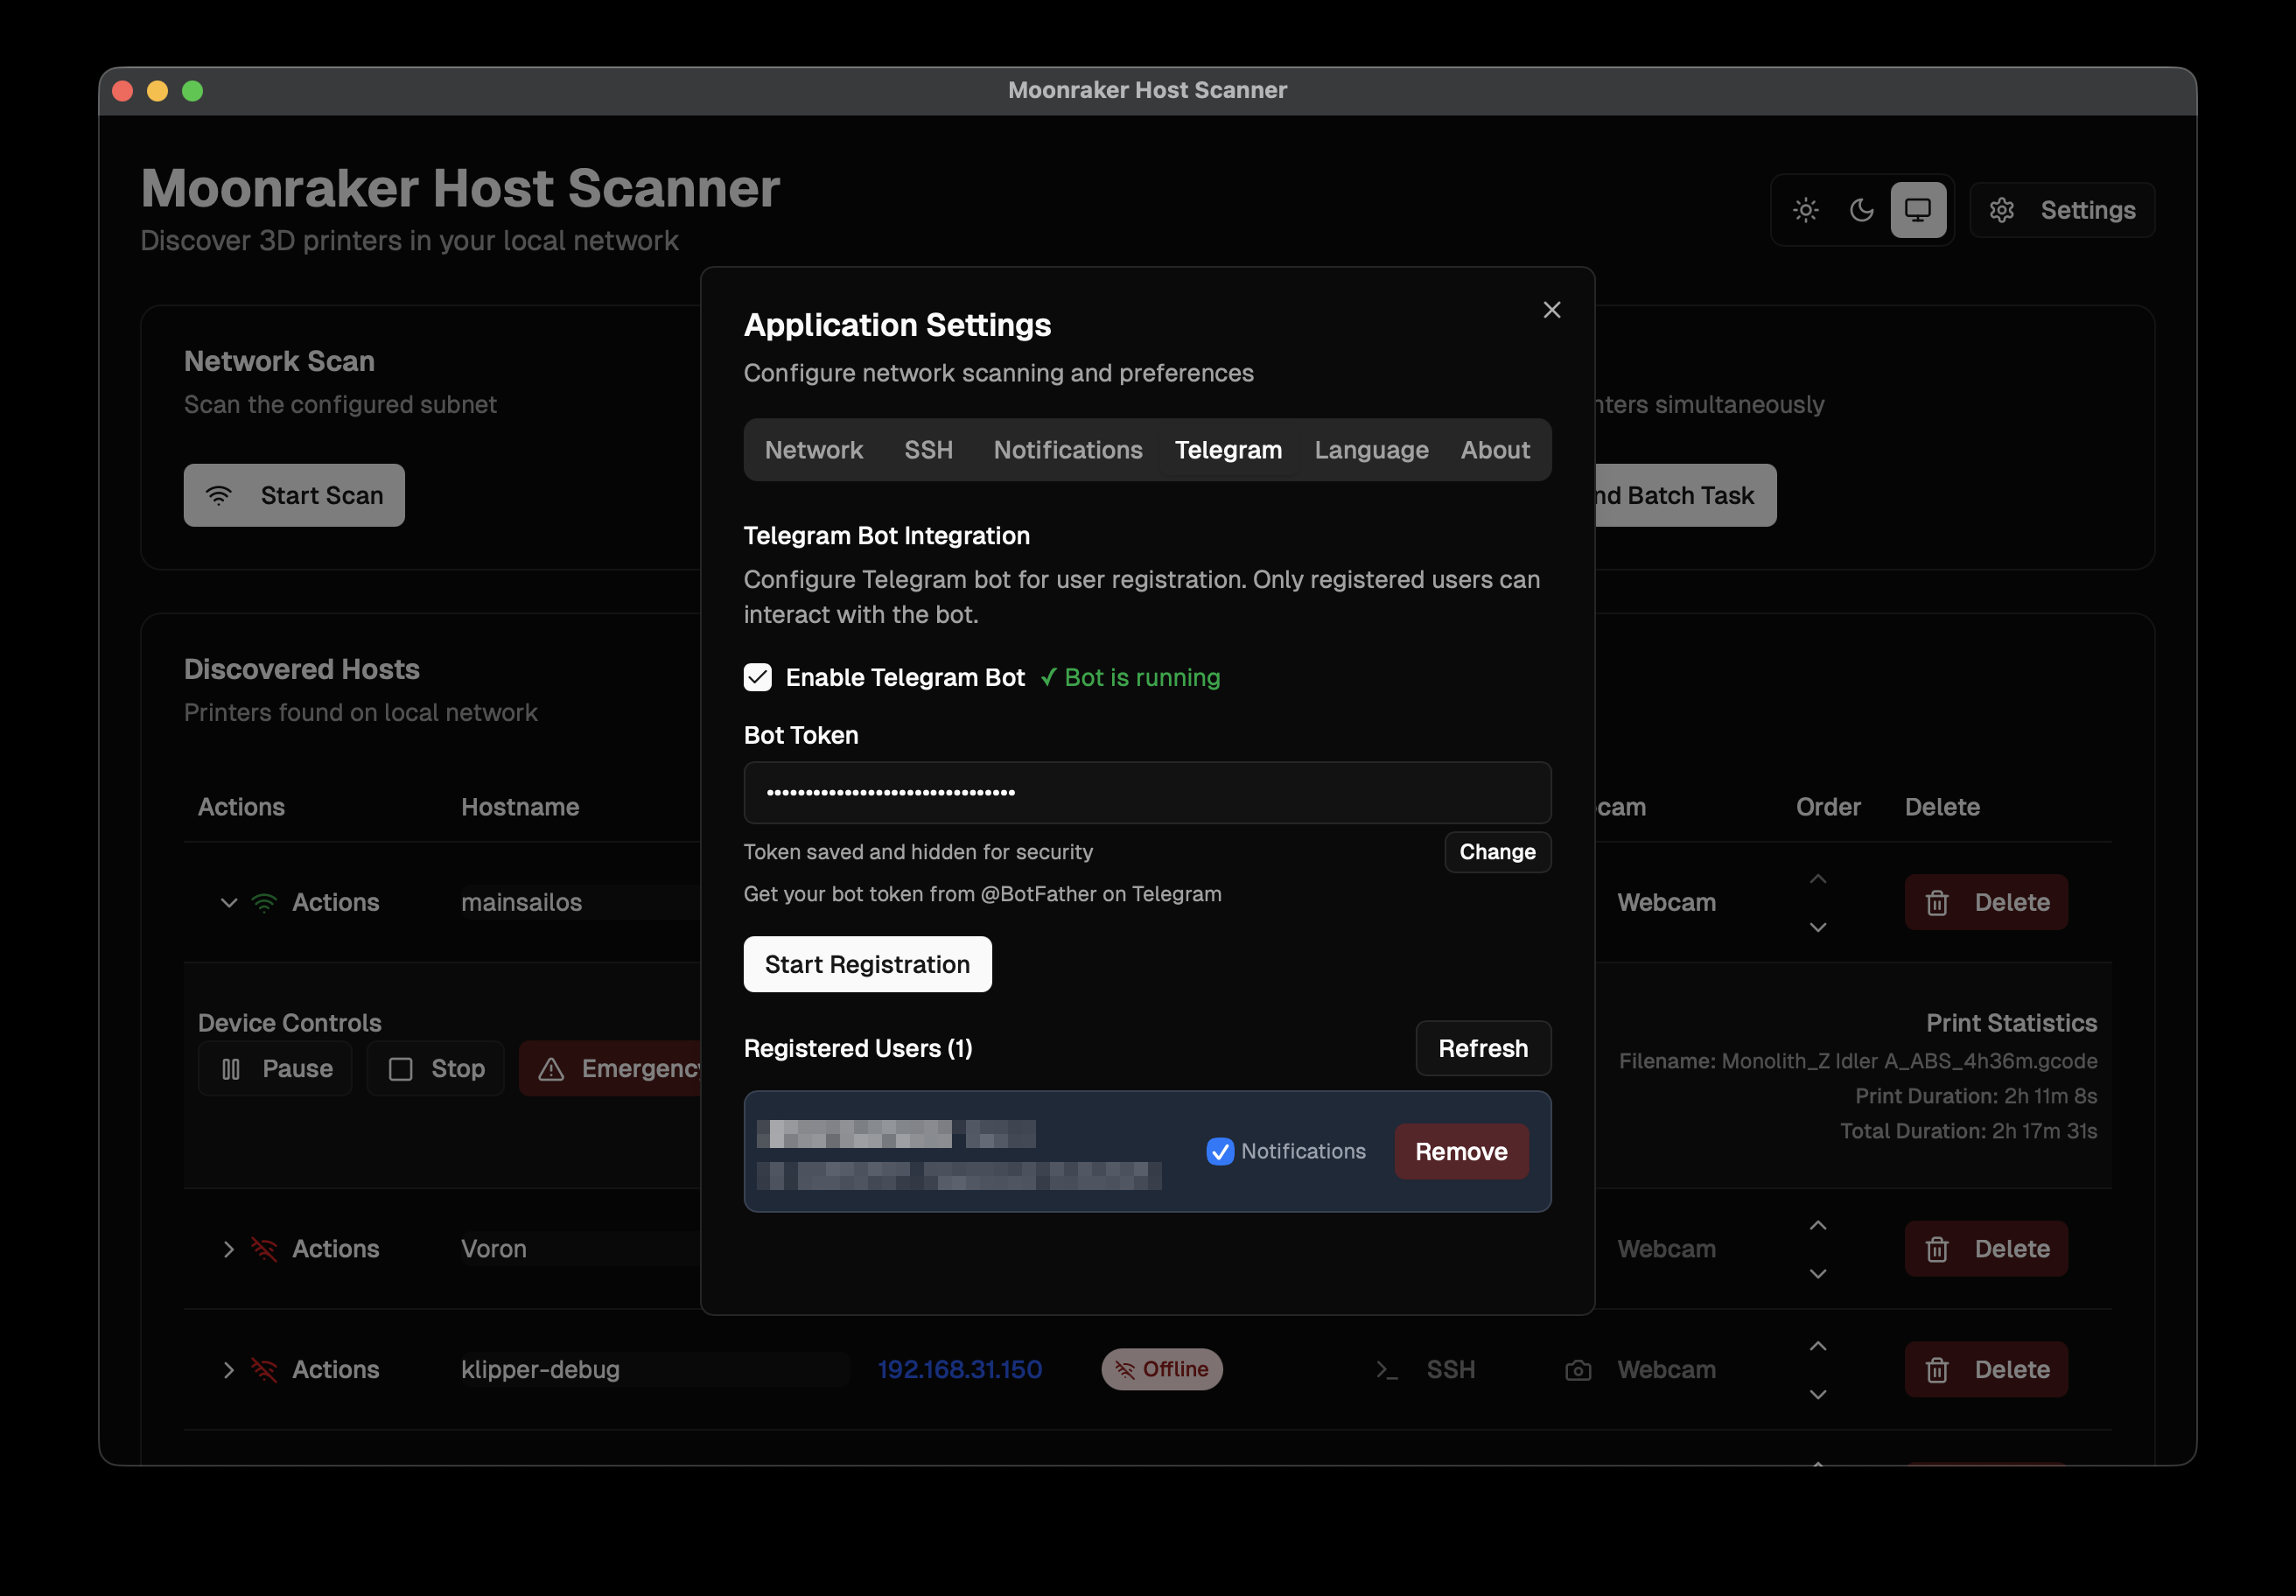 Moonraker Host Scanner
Moonraker Host Scanner
Discover 3D printers in your local network
Settings
Network Scan
Scan the configured subnet
Start Scan
nters simultaneously
nd Batch Task
Application Settings
Configure network scanning and preferences
Network SSH Notifications Telegram Language About
Telegram Bot Integration
Configure Telegram bot for user registration. Only registered users can
interact with the bot.
Enable Telegram Bot ✓ Bot is running
Bot Token
••••••••••••••••••••••••••••••••
Token saved and hidden for security
Change
Get your bot token from @BotFather on Telegram
Start Registration
Registered Users (1)
Refresh
Notifications
Remove
Discovered Hosts
Printers found on local network
Actions Hostname cam Order Delete
Actions mainsailos Webcam Delete
Device Controls
Pause Stop Emergency
Print Statistics
Filename: Monolith_Z Idler A_ABS_4h36m.gcode
Print Duration: 2h 11m 8s
Total Duration: 2h 17m 31s
Actions Voron Webcam Delete
Actions klipper-debug 192.168.31.150 Offline SSH Webcam Delete